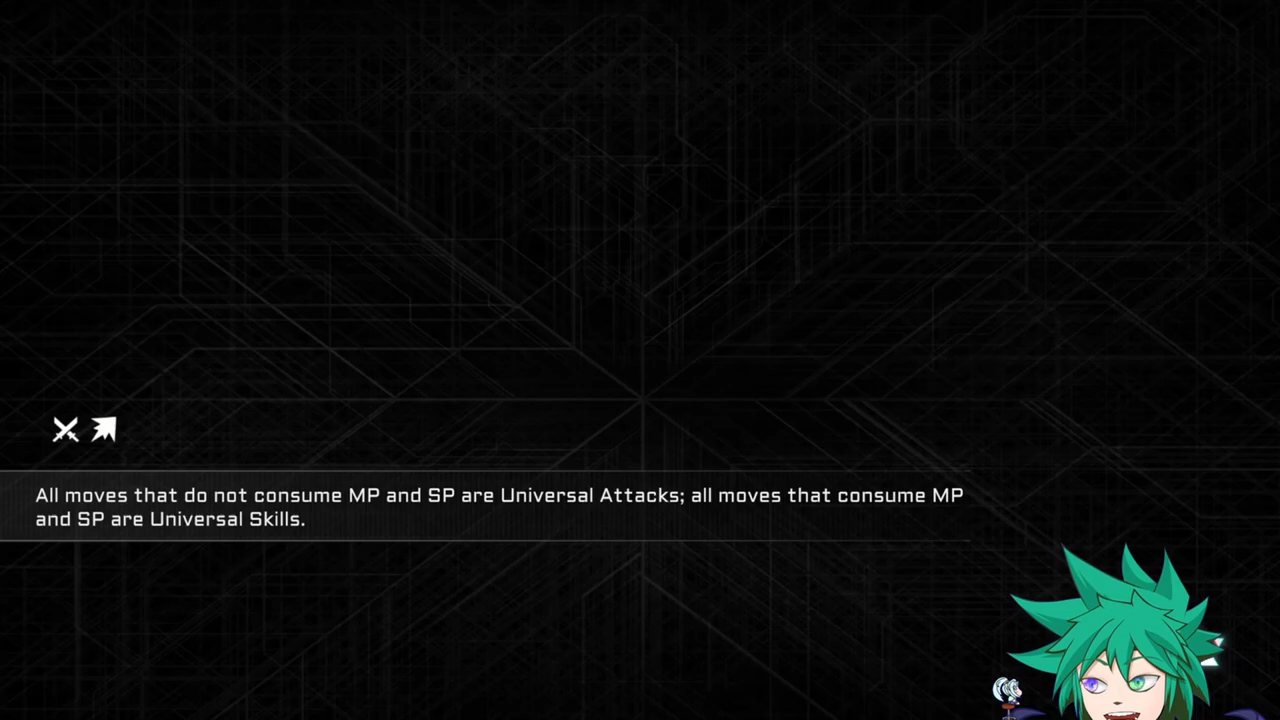 All moves that do not consume MP and SP are Universal Attacks; all moves that consume MP
and SP are Universal Skills.